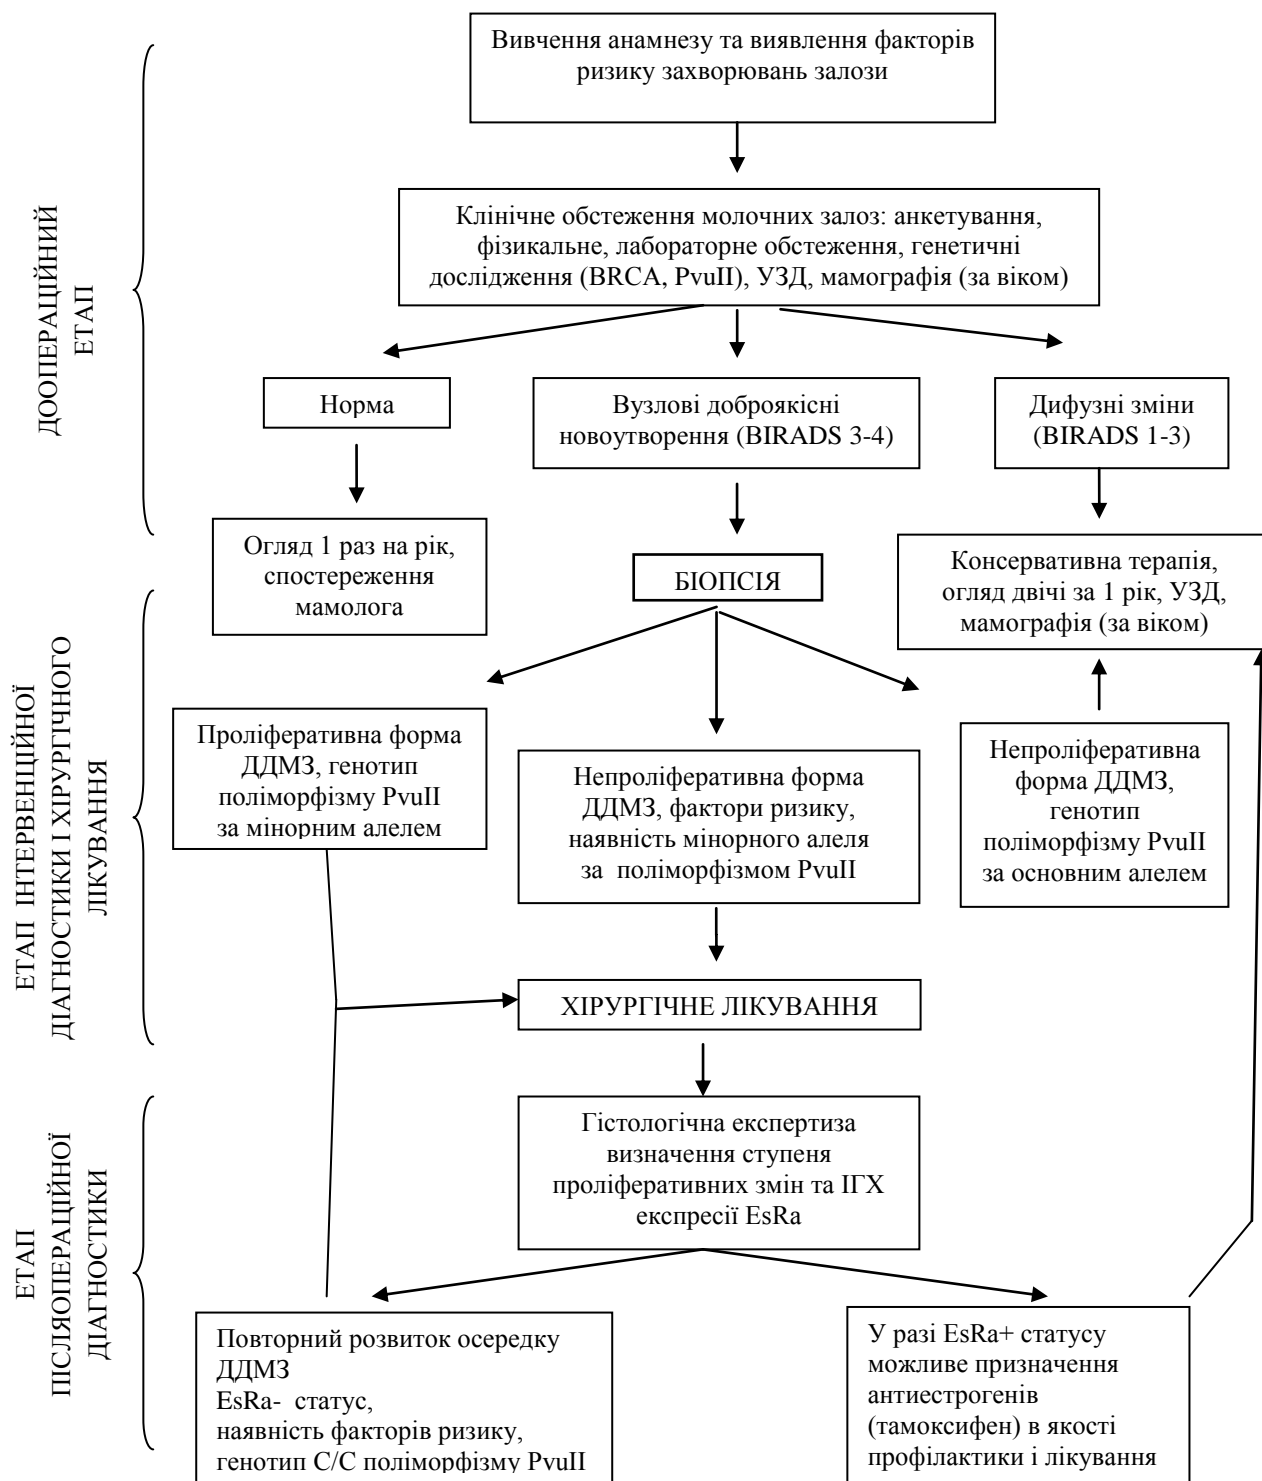 Вивчення анамнезу та виявлення факторів
ризику захворювань залози
ДООПЕРАЦІЙНИЙ
ЕТАП
Клінічне обстеження молочних залоз: анкетування,
фізикальне, лабораторне обстеження, генетичні
дослідження (BRCA, PvuII), УЗД, мамографія (за віком)
Норма
Вузлові доброякісні
новоутворення (BIRADS 3-4)
Дифузні зміни
(BIRADS 1-3)
Огляд 1 раз на рік,
спостереження
мамолога
БІОПСІЯ
Консервативна терапія,
огляд двічі за 1 рік, УЗД,
мамографія (за віком)
ЕТАП ІНТЕРВЕНЦІЙНОЇ
ДІАГНОСТИКИ І ХІРУРГІЧНОГО
ЛІКУВАННЯ
Проліферативна форма
ДДМЗ, генотип
поліморфізму PvuII
за мінорним алелем
Непроліферативна форма
ДДМЗ, фактори ризику,
наявність мінорного алеля
за поліморфізмом PvuII
Непроліферативна
форма ДДМЗ,
генотип
поліморфізму PvuII
за основним алелем
ХІРУРГІЧНЕ ЛІКУВАННЯ
ЕТАП
ПІСЛЯОПЕРАЦІЙНОЇ
ДІАГНОСТИКИ
Гістологічна експертиза
визначення ступеня
проліферативних змін та ІГХ
експресії EsRa
Повторний розвиток осередку
ДДМЗ
EsRa- статус,
наявність факторів ризику,
генотип С/С поліморфізму PvuII
У разі EsRa+ статусу
можливе призначення
антиестрогенів
(тамоксифен) в якості
профілактики і лікування